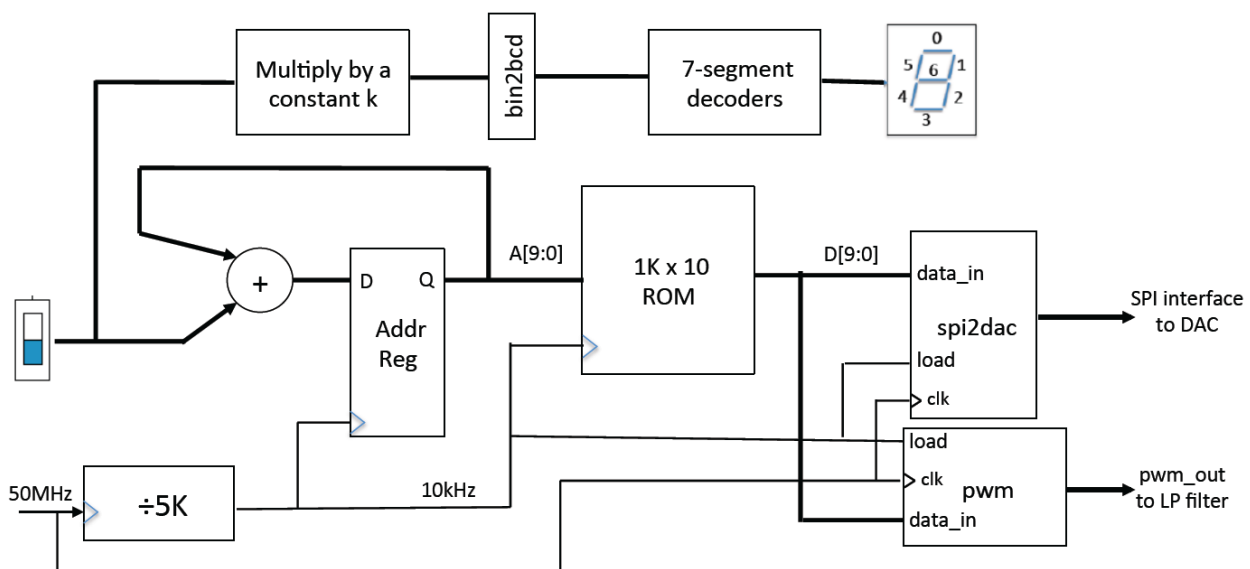 Multiply by a
constant k
bin2bcd
7-segment
decoders
0
5
6
1
4
2
3
+
D
Q
Addr
Reg
A[9:0]
1K x 10
ROM
D[9:0]
data_in
spi2dac
load
clk
SPI interface
to DAC
50MHz
÷5K
10kHz
load
clk
pwm
data_in
pwm_out
to LP filter